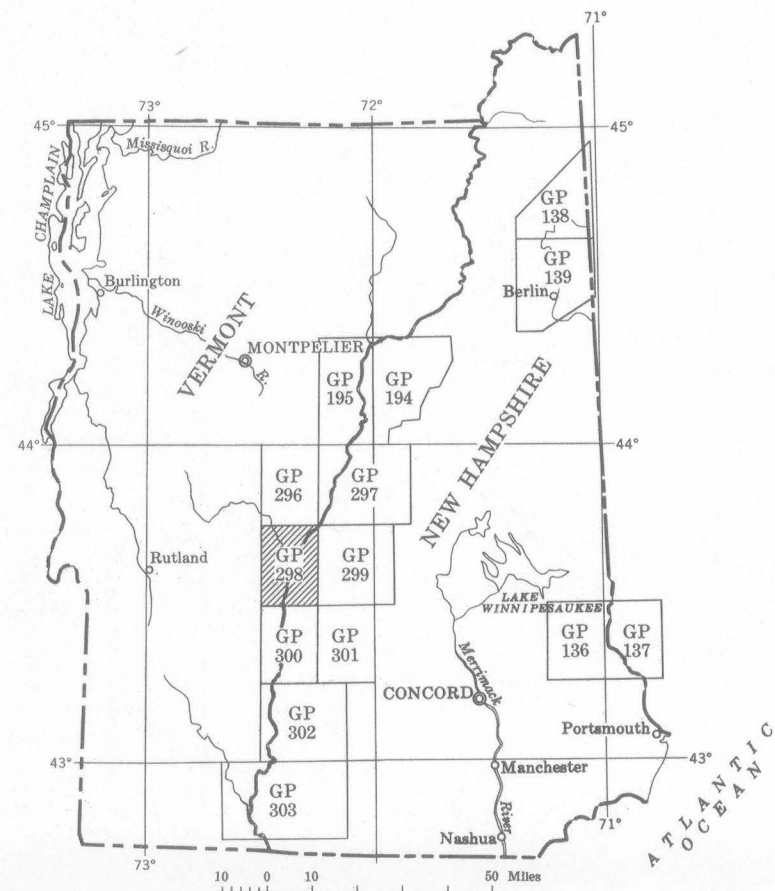 71°
73°
72°
45°
45°
Missisquoi R.
LAKE CHAMPLAIN
GP
138
GP
139
Berlin
Burlington
Winooski
R.
VERMONT
MONTPELIER
GP
195
GP
194
NEW HAMPSHIRE
44°
44°
GP
296
GP
297
Rutland
GP
298
GP
299
LAKE
WINNIPESAUKEE
GP
300
GP
301
GP
136
GP
137
Merrimack
River
CONCORD
GP
302
Portsmouth
43°
43°
Manchester
GP
303
ATLANTIC
OCEAN
71°
Nashua
73°
10
0
10
50 Miles